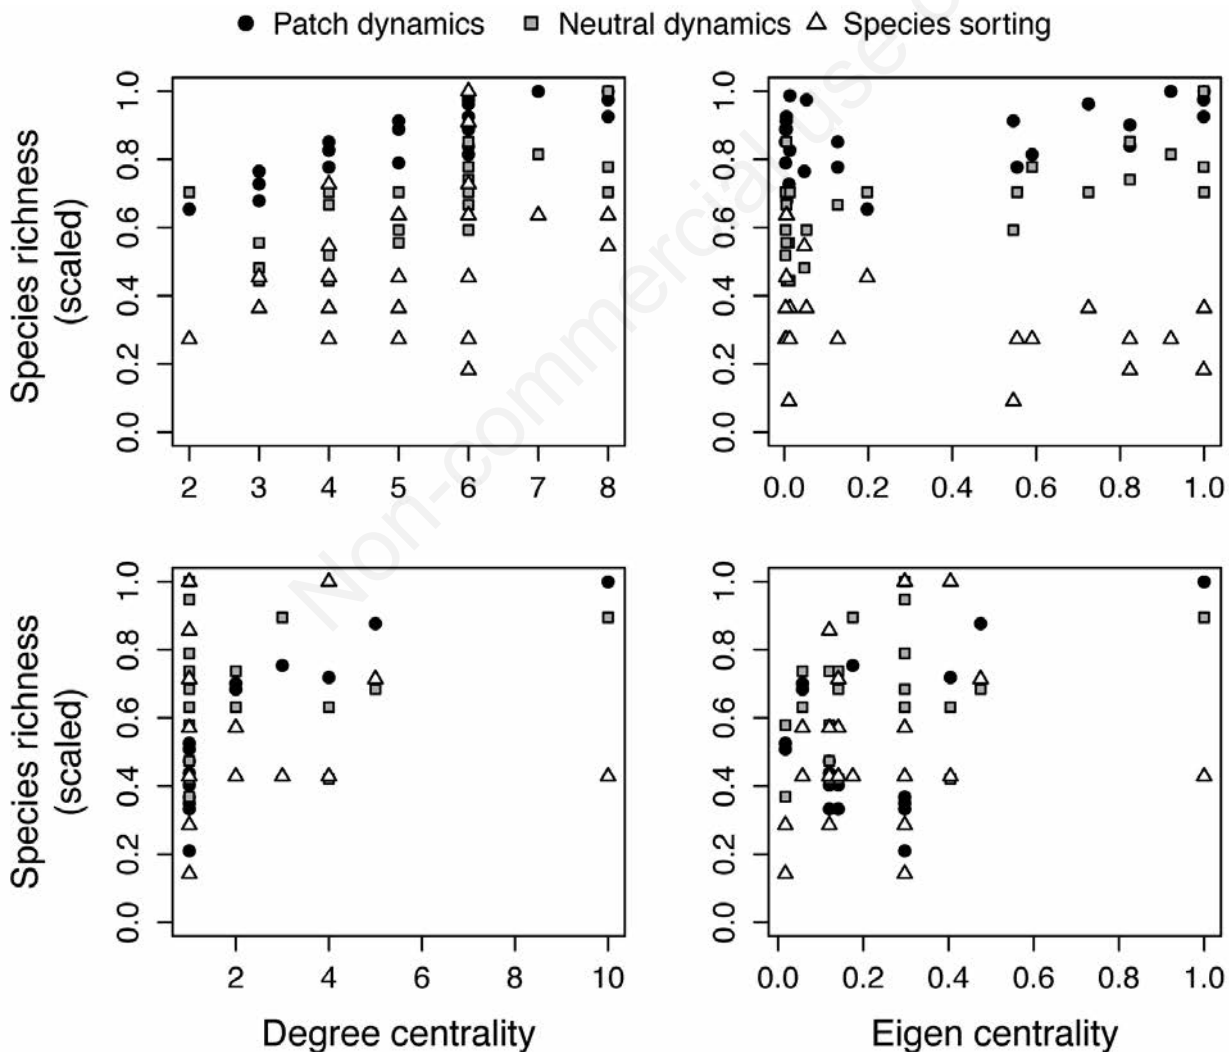 Patch dynamics Neutral dynamics Species sorting
Species richness
(scaled)
0.0 0.2 0.4 0.6 0.8 1.0
2 3 4 5 6 7 8
0.0 0.2 0.4 0.6 0.8 1.0
0.0 0.2 0.4 0.6 0.8 1.0
Species richness
(scaled)
0.0 0.2 0.4 0.6 0.8 1.0
2 4 6 8 10
Degree centrality
0.0 0.2 0.4 0.6 0.8 1.0
0.0 0.2 0.4 0.6 0.8 1.0
Eigen centrality
Non-commercial use